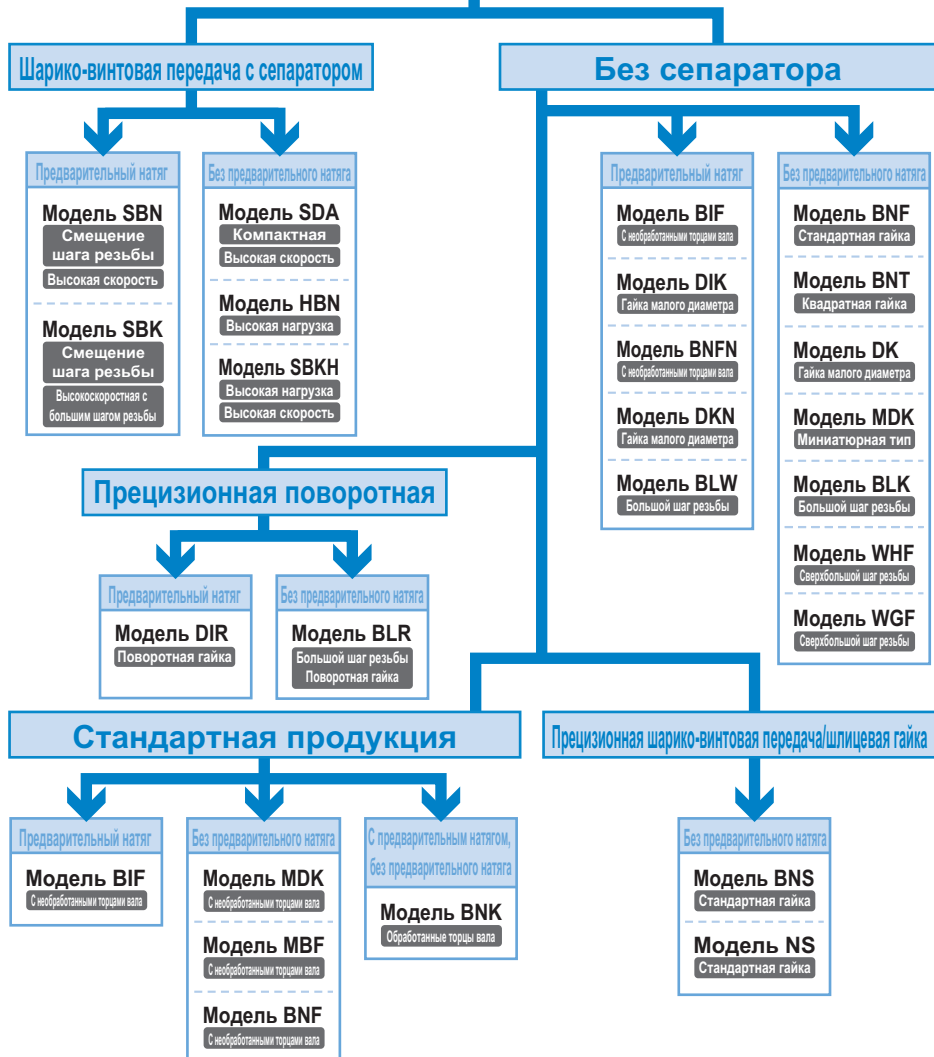 Шарико-винтовая передача с сепаратором
Без сепаратора
Предварительный натяг
Модель SBN
Смещение
шага резьбы
Высокая скорость
Модель SBK
Смещение
шага резьбы
Высокоскоростная с
большим шагом резьбы
Без предварительного натяга
Модель SDA
Компактная
Высокая скорость
Модель HBN
Высокая нагрузка
Модель SBKH
Высокая нагрузка
Высокая скорость
Предварительный натяг
Модель BIF
С необработанными торцами вала
Модель DIK
Гайка малого диаметра
Модель BNFN
С необработанными торцами вала
Модель DKN
Гайка малого диаметра
Модель BLW
Большой шаг резьбы
Без предварительного натяга
Модель BNF
Стандартная гайка
Модель BNT
Квадратная гайка
Модель DK
Гайка малого диаметра
Модель MDK
Миниатюрная тип
Модель BLK
Большой шаг резьбы
Модель WHF
Сверхбольшой шаг резьбы
Модель WGF
Сверхбольшой шаг резьбы
Прецизионная поворотная
Предварительный натяг
Модель DIR
Поворотная гайка
Без предварительного натяга
Модель BLR
Большой шаг резьбы
Поворотная гайка
Стандартная продукция
Прецизионная шарико-винтовая передача/шлицевая гайка
Предварительный натяг
Модель BIF
С необработанными торцами вала
Без предварительного натяга
Модель MDK
С необработанными торцами вала
Модель MBF
С необработанными торцами вала
Модель BNF
С необработанными торцами вала
С предварительным натягом,
без предварительного натяга
Модель BNK
Обработанные торцы вала
Без предварительного натяга
Модель BNS
Стандартная гайка
Модель NS
Стандартная гайка